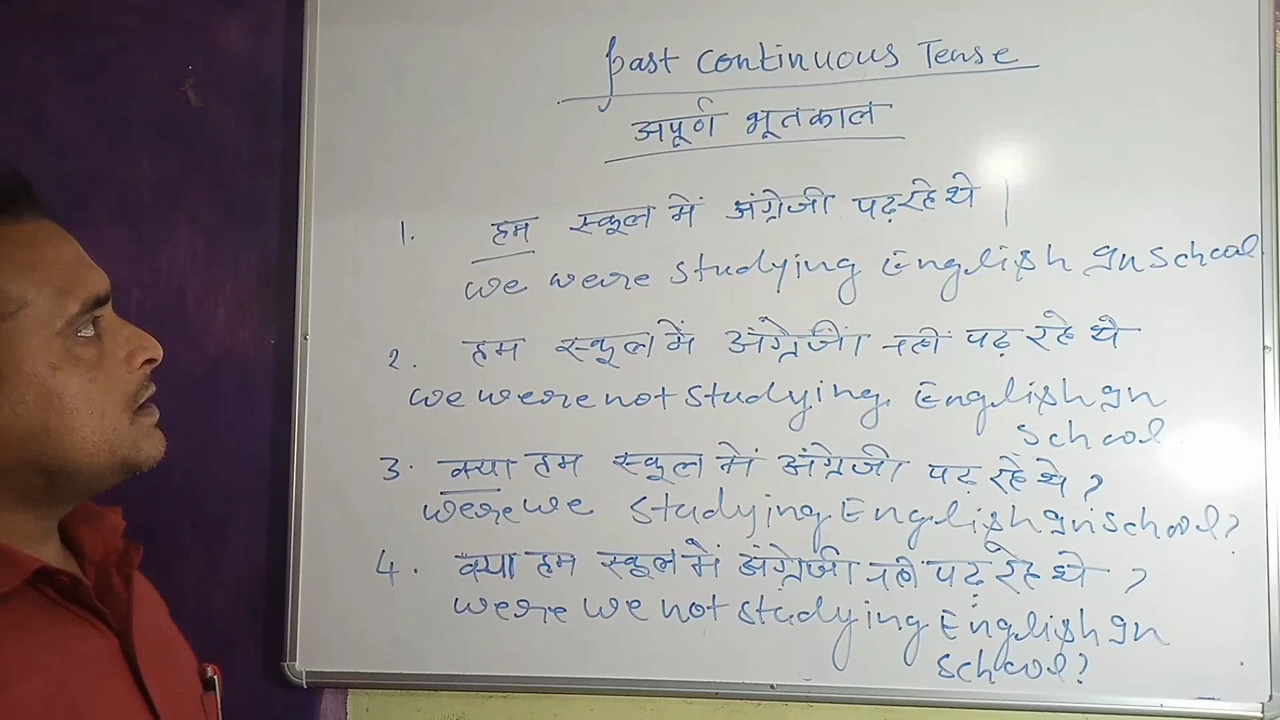 Past Continuous Tense
अपूर्ण भूतकाल
1. हम स्कूल में अंग्रेजी पढ़ रहे थे |
we were studying English In School
2. हम स्कूल में अंग्रेजी नहीं पढ़ रहे थे
we were not studying English In
School
3. क्या हम स्कूल में अंग्रेजी पढ़ रहे थे ?
were we studying English In School?
4. क्या हम स्कूल में अंग्रेजी नहीं पढ़ रहे थे ?
were we not studying English In
School?